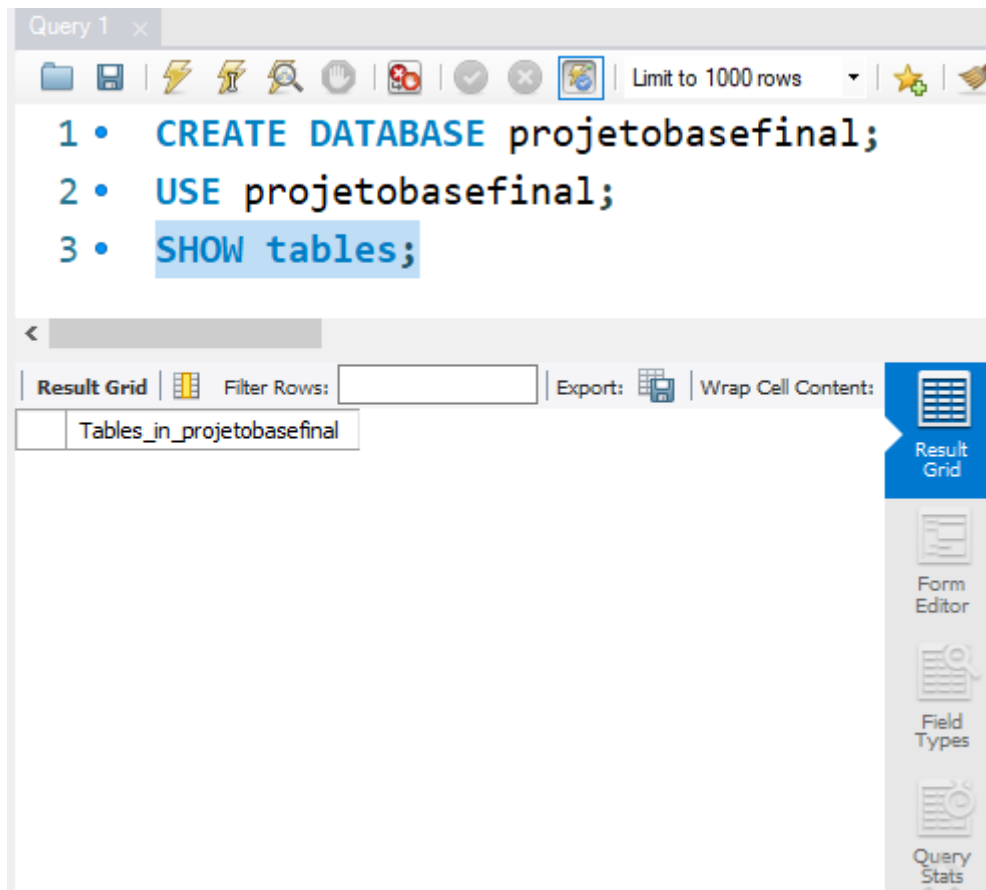 Query 1 ×
Limit to 1000 rows
1 • CREATE DATABASE projetobasefinal;
2 • USE projetobasefinal;
3 • SHOW tables;
Result Grid Filter Rows: Export: Wrap Cell Content:
Tables_in_projetobasefinal
Result
Grid
Form
Editor
Field
Types
Query
Stats